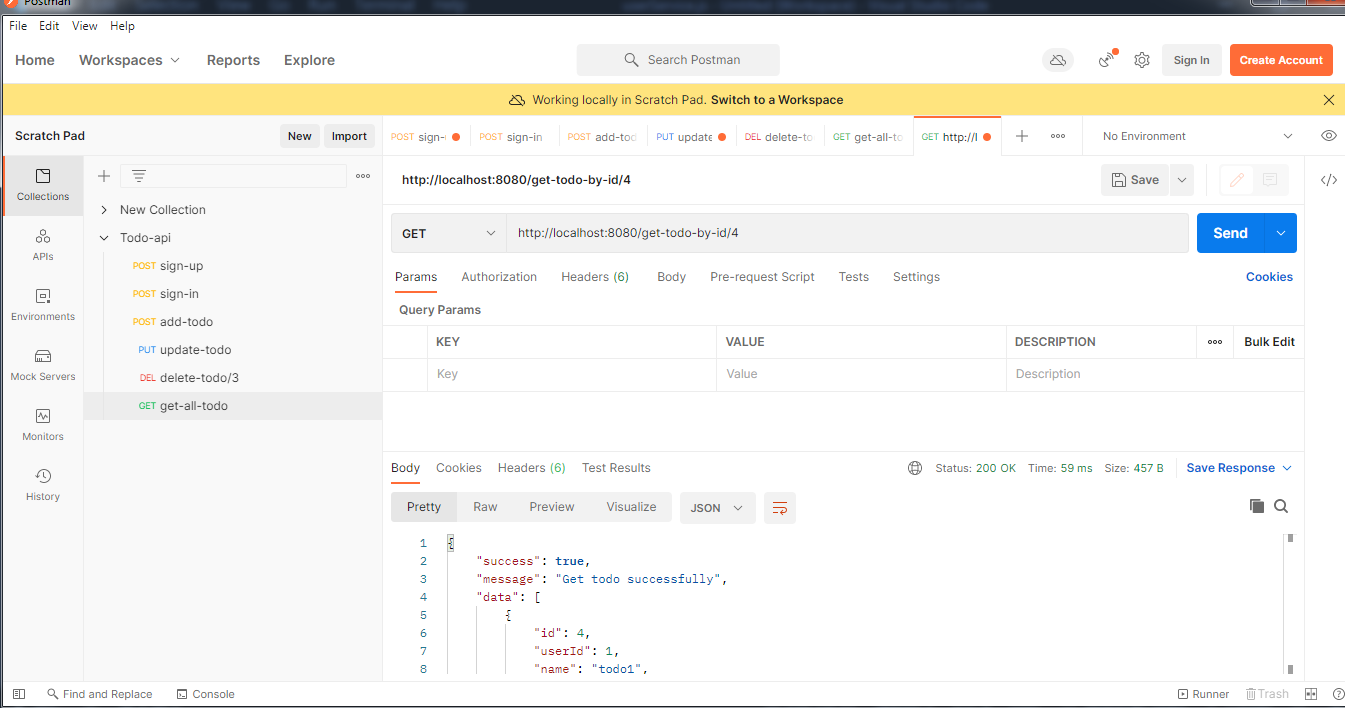 Postman
File Edit View Help
Home Workspaces Reports Explore Search Postman Sign In Create Account
Working locally in Scratch Pad. Switch to a Workspace
Scratch Pad New Import
POST sign- POST sign-in POST add-tod PUT update DEL delete-to GET get-all-to GET http://l No Environment
Collections
APIs
Environments
Mock Servers
Monitors
History
New Collection
Todo-api
POST sign-up
POST sign-in
POST add-todo
PUT update-todo
DEL delete-todo/3
GET get-all-todo
http://localhost:8080/get-todo-by-id/4 Save
GET http://localhost:8080/get-todo-by-id/4 Send
Params Authorization Headers (6) Body Pre-request Script Tests Settings Cookies
Query Params
KEY VALUE DESCRIPTION Bulk Edit
Key Value Description
Body Cookies Headers (6) Test Results Status: 200 OK Time: 59 ms Size: 457 B Save Response
Pretty Raw Preview Visualize JSON
1 {
2 "success": true,
3 "message": "Get todo successfully",
4 "data": [
5 {
6 "id": 4,
7 "userId": 1,
8 "name": "todo1",
Find and Replace Console Runner Trash